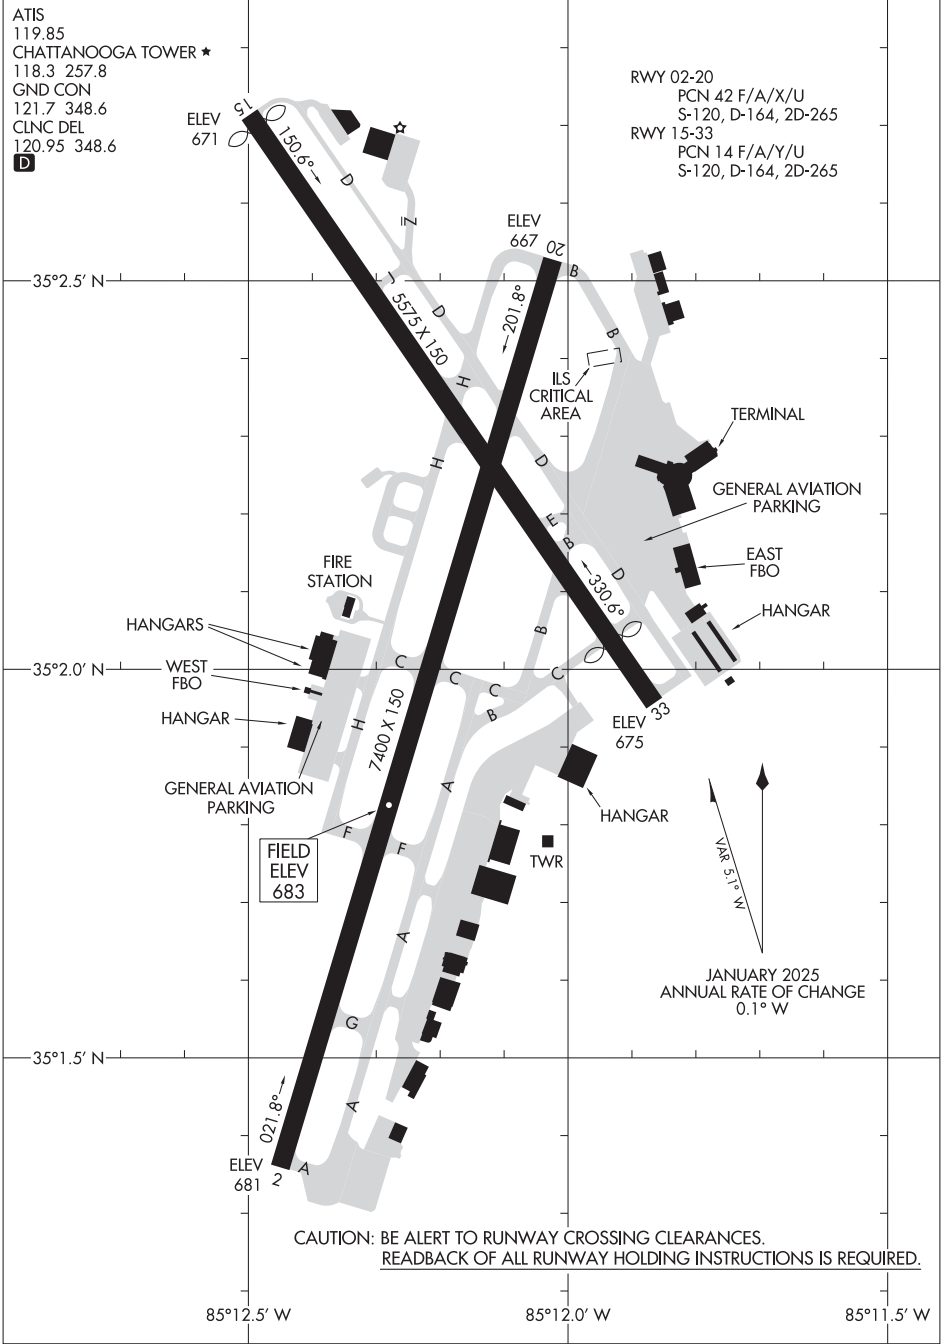 ATIS
119.85
CHATTANOOGA TOWER ★
118.3 257.8
GND CON
121.7 348.6
CLNC DEL
120.95 348.6
D
RWY 02-20
PCN 42 F/A/X/U
S-120, D-164, 2D-265
RWY 15-33
PCN 14 F/A/Y/U
S-120, D-164, 2D-265
15
ELEV
671
150.6°
D
Z
ELEV
667
20
B
35°2.5' N
J
5575 X 150
D
201.8°
B
H
ILS
CRITICAL
AREA
TERMINAL
H
D
GENERAL AVIATION
PARKING
E
B
D
EAST
FBO
FIRE
STATION
330.6°
HANGAR
HANGARS
B
35°2.0' N
C
C
C
C
WEST
FBO
HANGAR
H
7400 X 150
B
33
ELEV
675
GENERAL AVIATION
PARKING
A
HANGAR
F
F
TWR
FIELD
ELEV
683
VAR 5.1° W
A
JANUARY 2025
ANNUAL RATE OF CHANGE
0.1° W
G
35°1.5' N
021.8°
A
ELEV
681
2
A
CAUTION: BE ALERT TO RUNWAY CROSSING CLEARANCES.
READBACK OF ALL RUNWAY HOLDING INSTRUCTIONS IS REQUIRED.
85°12.5' W
85°12.0' W
85°11.5' W